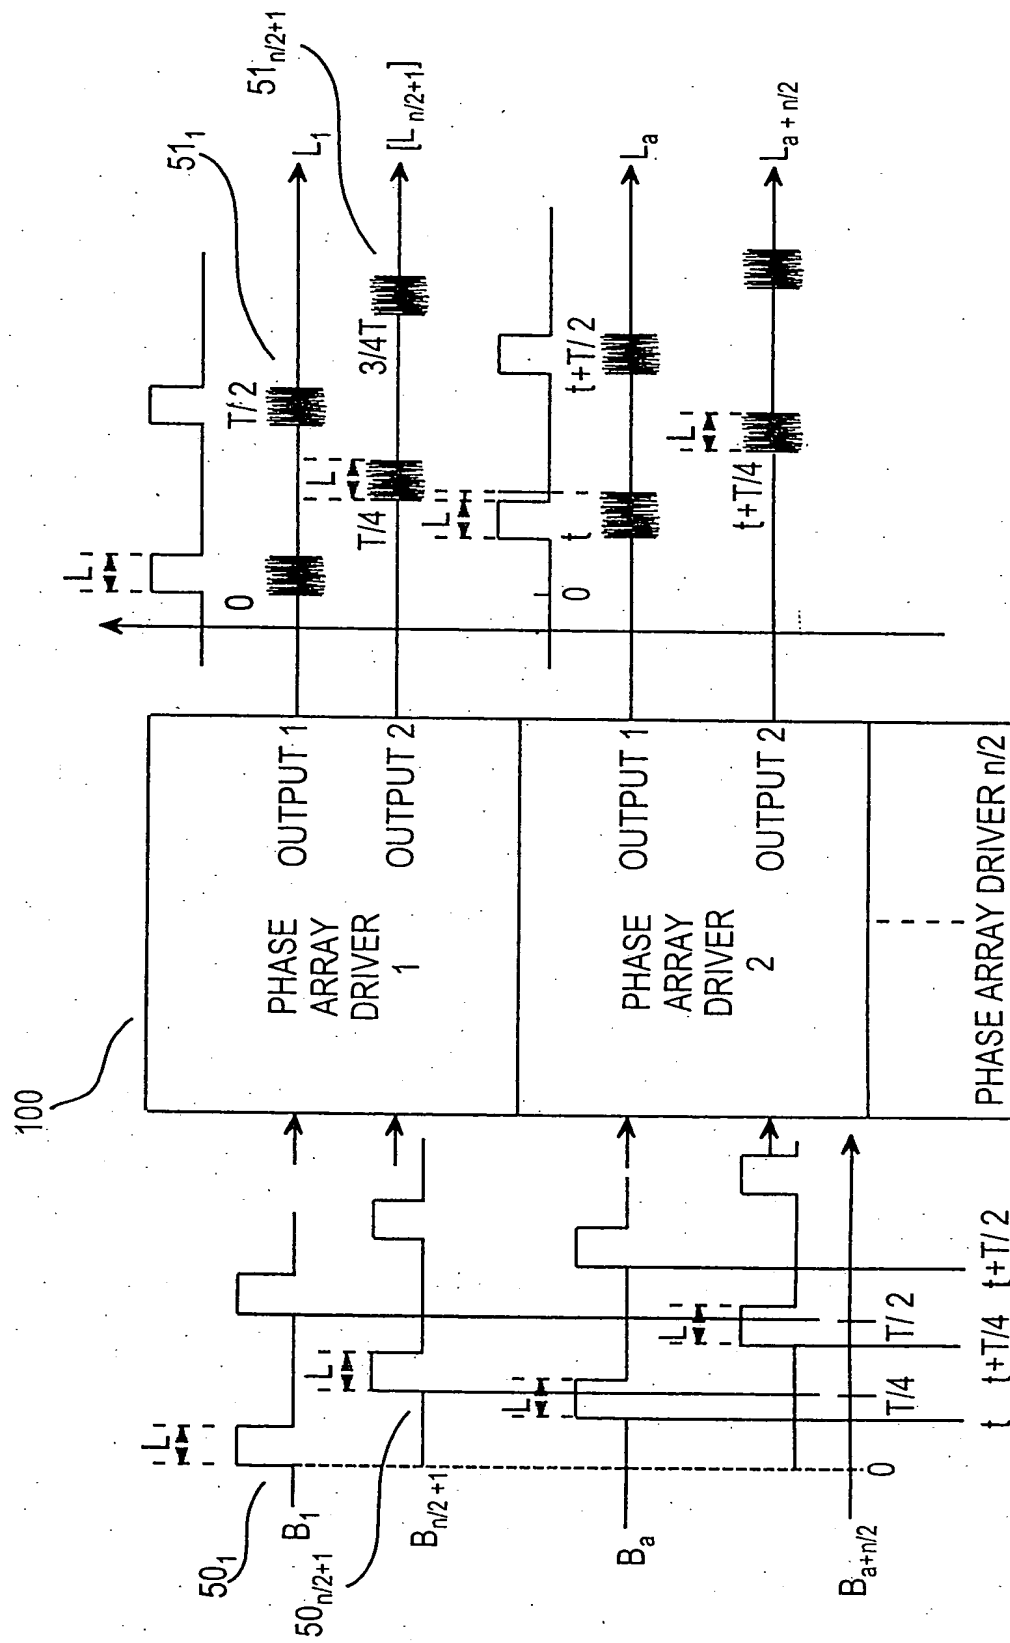 100
50₁
50ₙ/₂₊₁
B₁
Bₙ/₂₊₁
Bₐ
Bₐ₊ₙ/₂
L
L
L
L
0
t
T/4
t+T/4
T/2
t+T/2
PHASE
ARRAY
DRIVER
1
OUTPUT 1
OUTPUT 2
PHASE
ARRAY
DRIVER
2
OUTPUT 1
OUTPUT 2
PHASE ARRAY DRIVER n/2
L
0
T/2
51₁
L₁
L
T/4
3/4T
51ₙ/₂₊₁
[Lₙ/₂₊₁]
L
0
t
t+T/2
Lₐ
L
t+T/4
Lₐ ₊ ₙ/₂